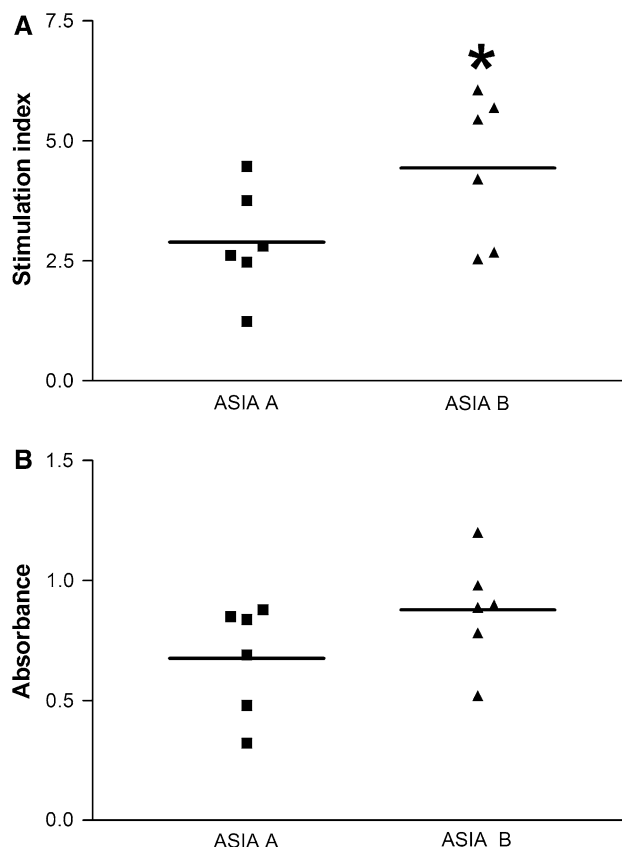 A
7.5
*
5.0
Stimulation index
2.5
0.0
ASIA A
ASIA B
B
1.5
1.0
Absorbance
0.5
0.0
ASIA A
ASIA B